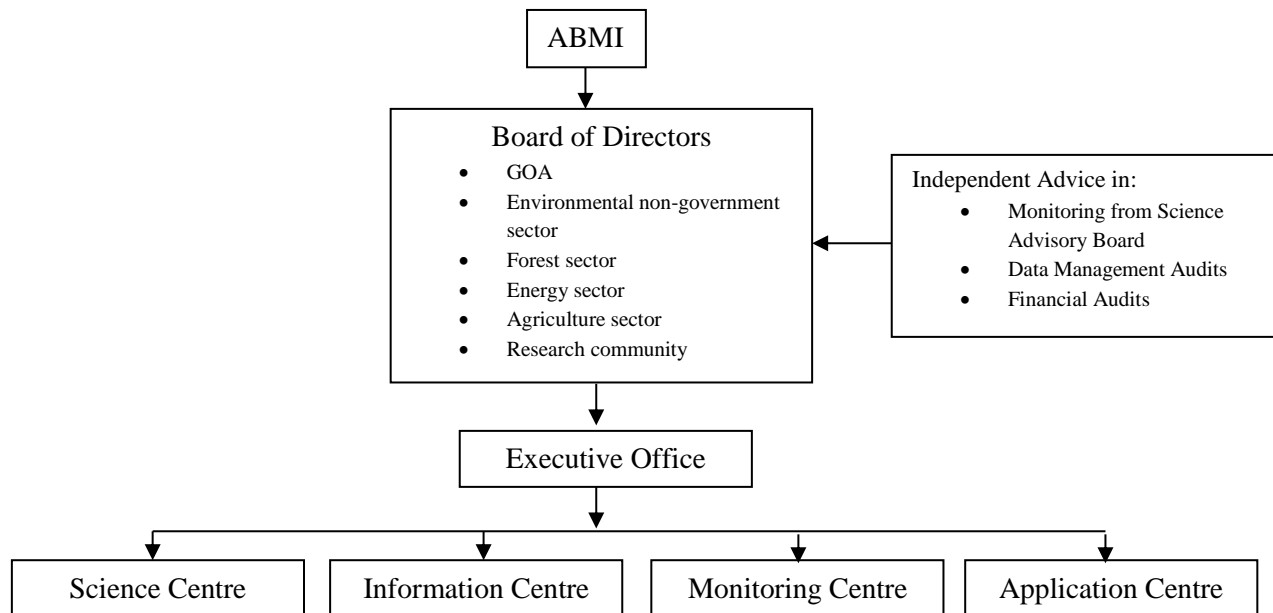 ABMI
Board of Directors
• GOA
• Environmental non-government
sector
• Forest sector
• Energy sector
• Agriculture sector
• Research community
Independent Advice in:
• Monitoring from Science
Advisory Board
• Data Management Audits
• Financial Audits
Executive Office
Science Centre
Information Centre
Monitoring Centre
Application Centre